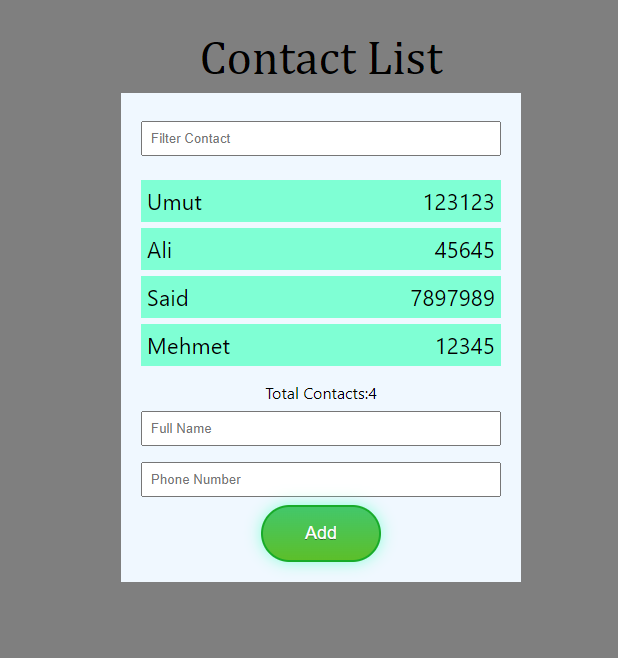 Contact List
Filter Contact
Umut 123123
Ali 45645
Said 7897989
Mehmet 12345
Total Contacts:4
Full Name
Phone Number
Add